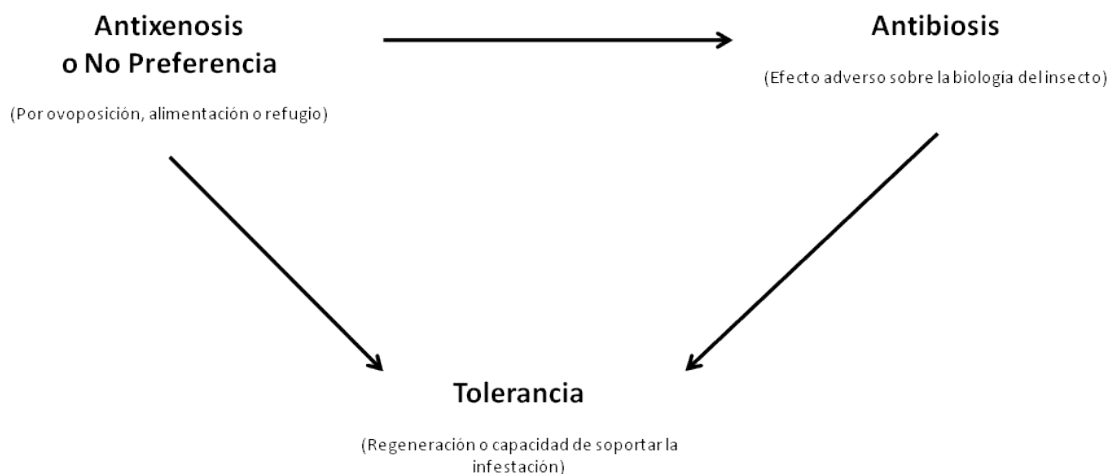 Antixenosis
o No Preferencia
(Por ovoposición, alimentación o refugio)
Antibiosis
(Efecto adverso sobre la biología del insecto)
Tolerancia
(Regeneración o capacidad de soportar la
infestación)